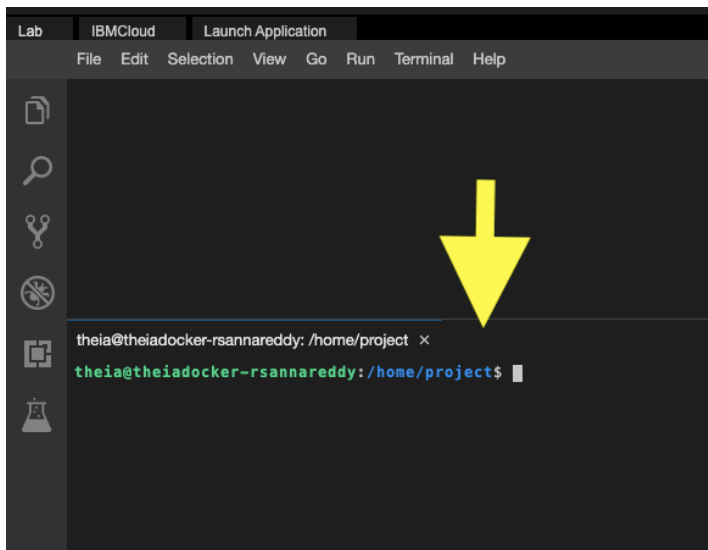 Lab IBMCloud Launch Application
File Edit Selection View Go Run Terminal Help
theia@theiadocker-rsannareddy: /home/project ×
theia@theiadocker-rsannareddy:/home/project$